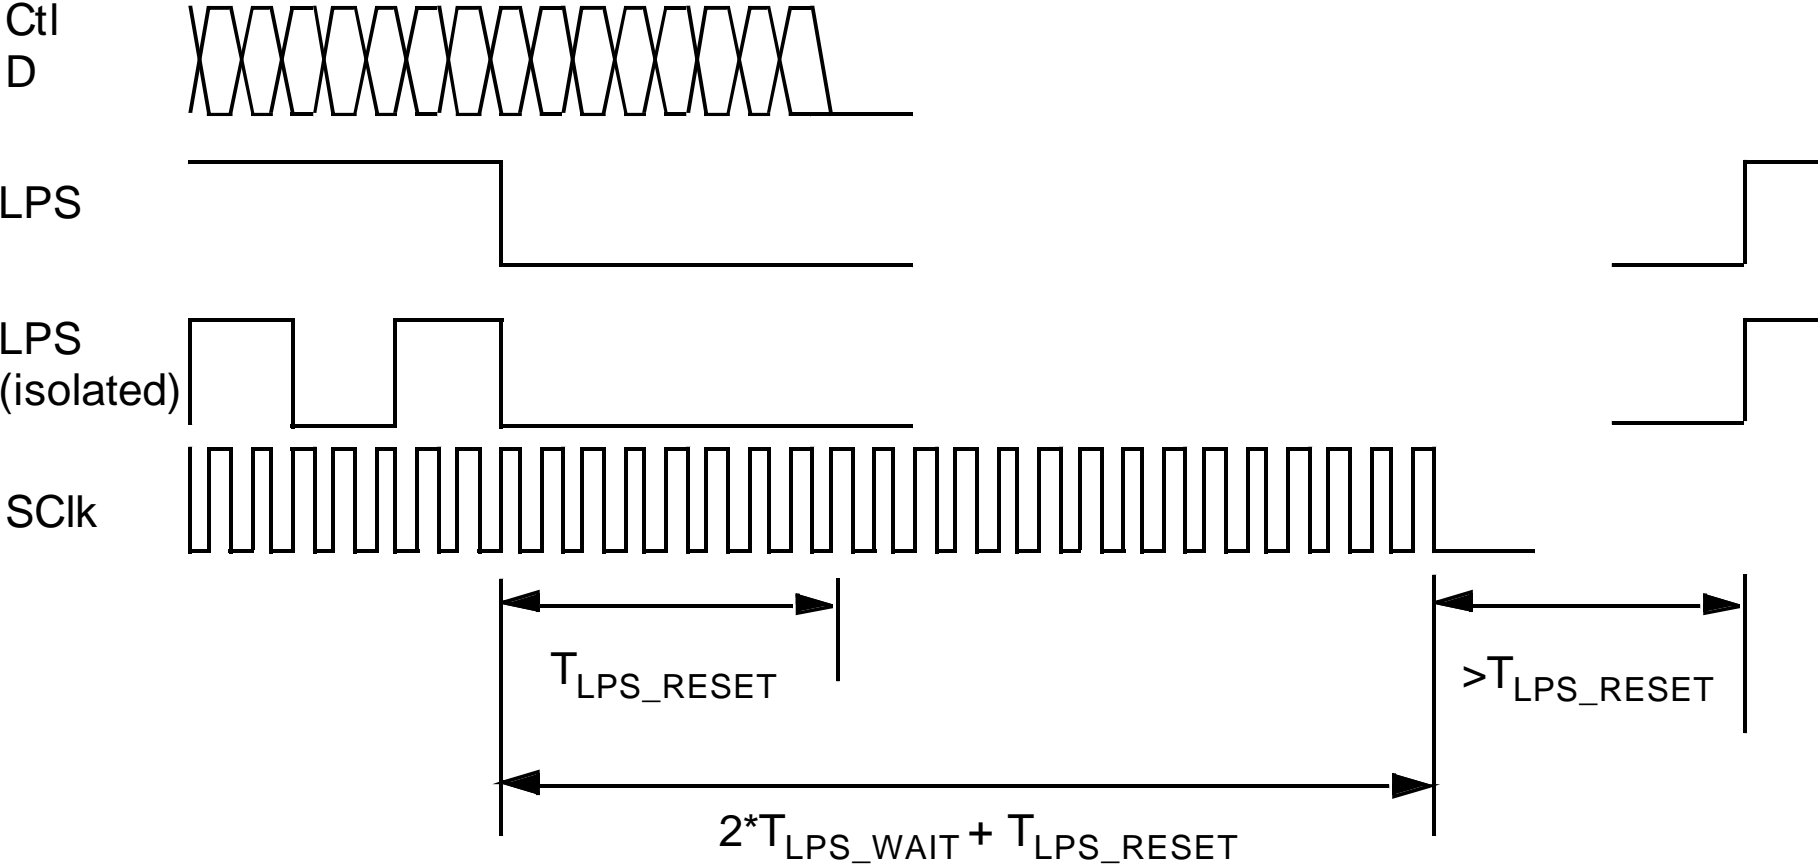 Ctl
D
LPS
LPS
(isolated)
SClk
TLPS_RESET
>TLPS_RESET
2*TLPS_WAIT + TLPS_RESET